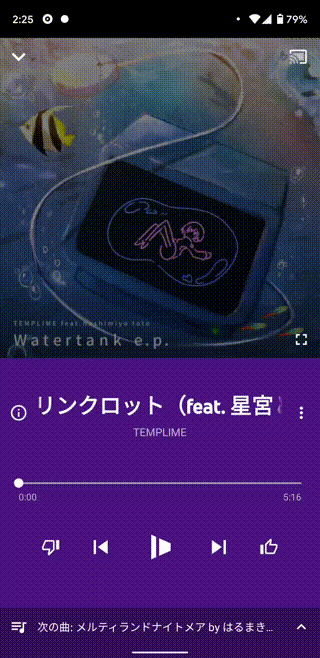 2:25
79%
TEMPLIME feat.hoshimiya toto
Watertank e.p.
リンクロット（feat. 星宮
TEMPLIME
0:00
5:16
次の曲: メルティランドナイトメア by はるまき...